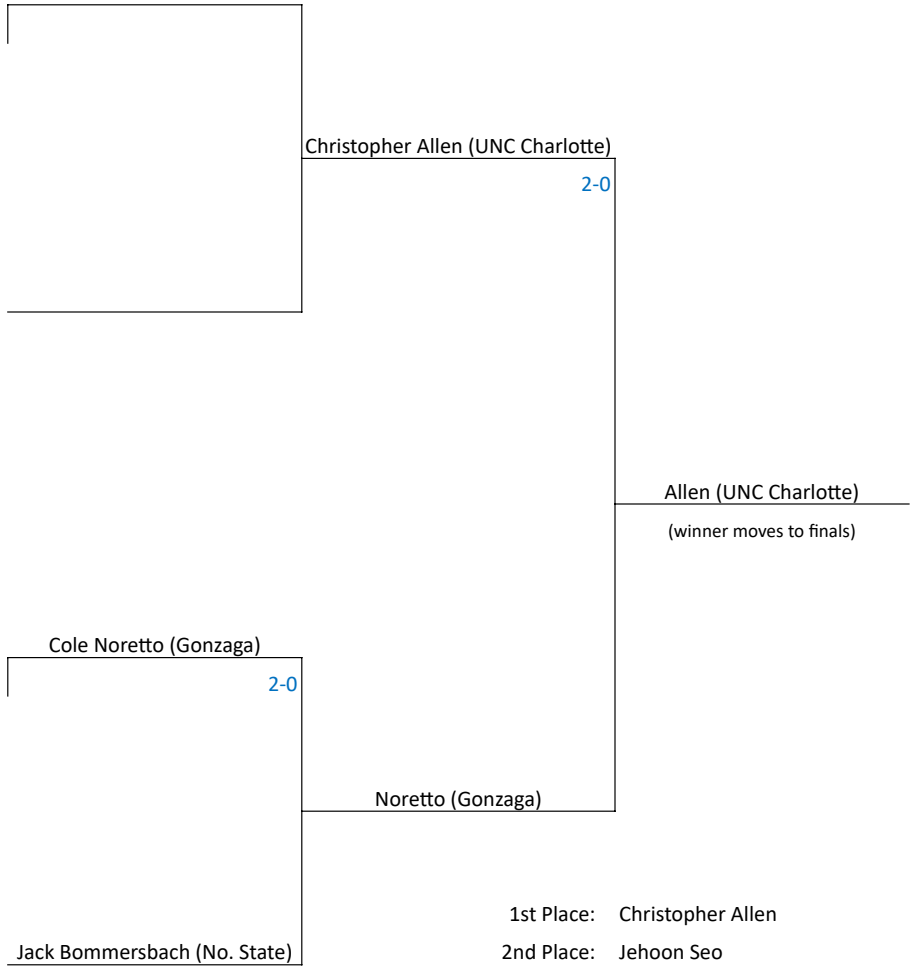 Christopher Allen (UNC Charlotte)
2-0
Allen (UNC Charlotte)
(winner moves to finals)
Cole Noretto (Gonzaga)
2-0
Noretto (Gonzaga)
1st Place: Christopher Allen
Jack Bommersbach (No. State)
2nd Place: Jehoon Seo